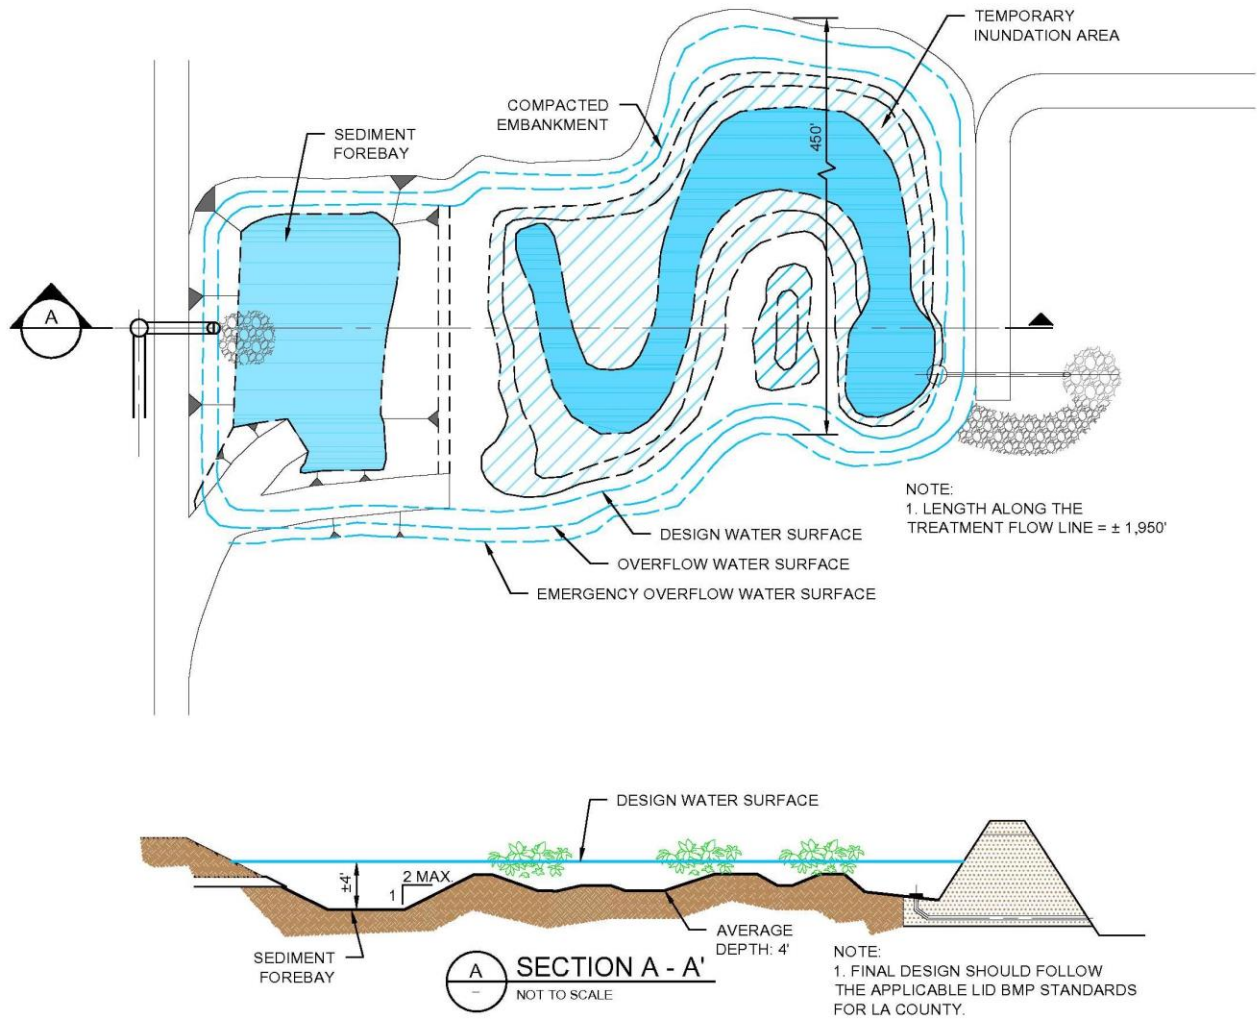 TEMPORARY
INUNDATION AREA
COMPACTED
EMBANKMENT
SEDIMENT
FOREBAY
450'
A
NOTE:
1. LENGTH ALONG THE
TREATMENT FLOW LINE = ± 1,950'
DESIGN WATER SURFACE
OVERFLOW WATER SURFACE
EMERGENCY OVERFLOW WATER SURFACE
DESIGN WATER SURFACE
±4'
2 MAX.
1
SEDIMENT
FOREBAY
AVERAGE
DEPTH: 4'
A
–
SECTION A - A'
NOT TO SCALE
NOTE:
1. FINAL DESIGN SHOULD FOLLOW
THE APPLICABLE LID BMP STANDARDS
FOR LA COUNTY.